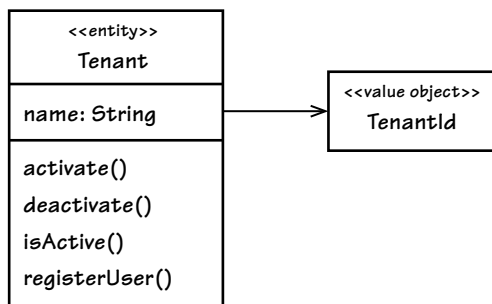 <<entity>>
Tenant
name: String
activate()
deactivate()
isActive()
registerUser()
<<value object>>
TenantId